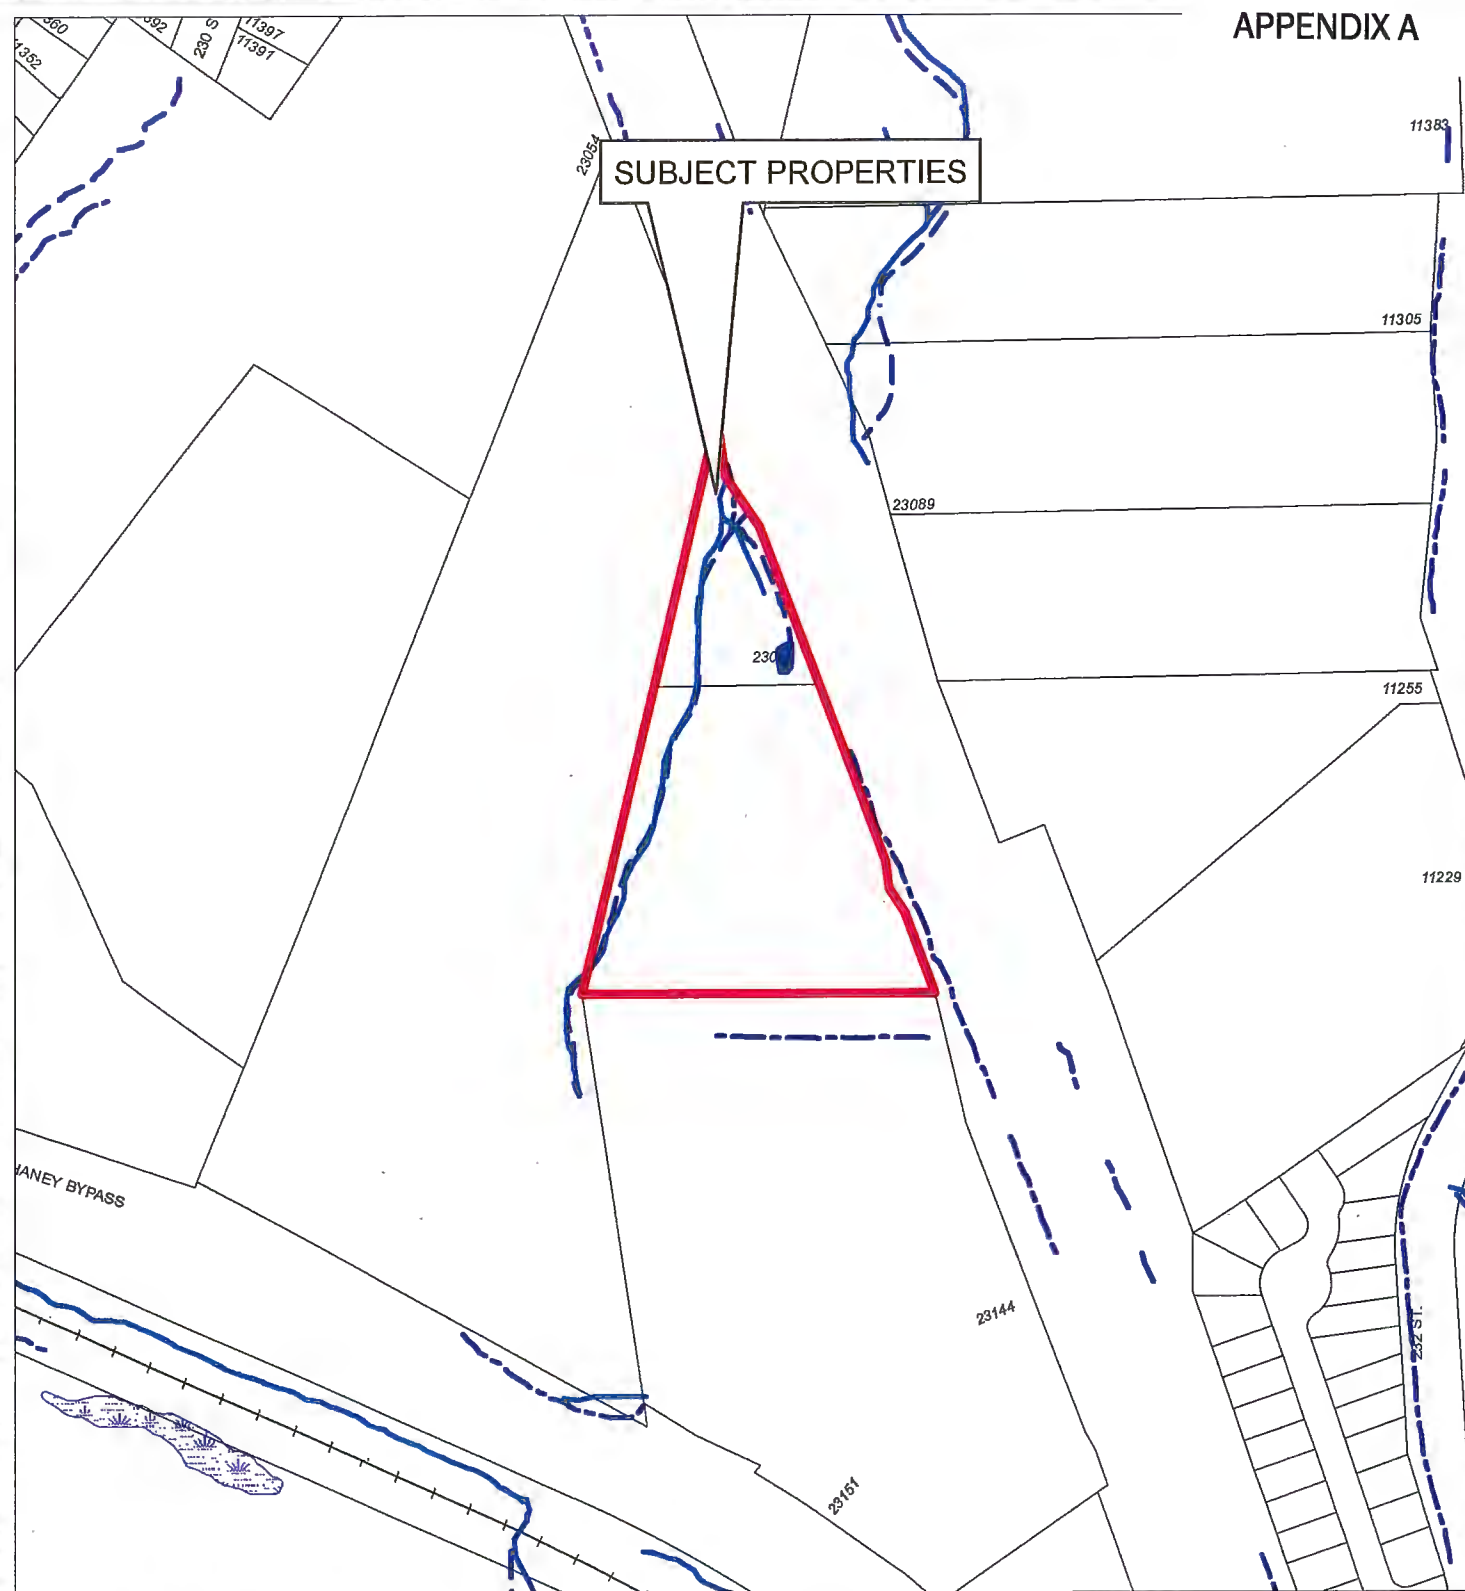 APPENDIX A
11397
11391
230 S
23054
SUBJECT PROPERTIES
11383
11305
23089
11255
11229
HANEY BYPASS
23144
23151
232 ST.